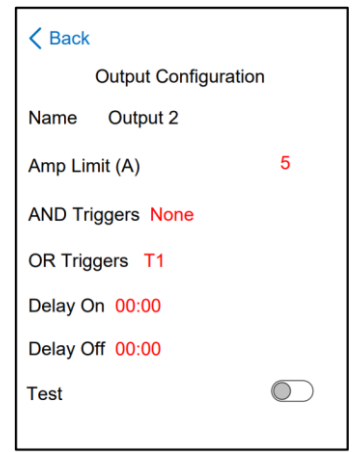 Back
Output Configuration
Name Output 2
Amp Limit (A) 5
AND Triggers None
OR Triggers T1
Delay On 00:00
Delay Off 00:00
Test